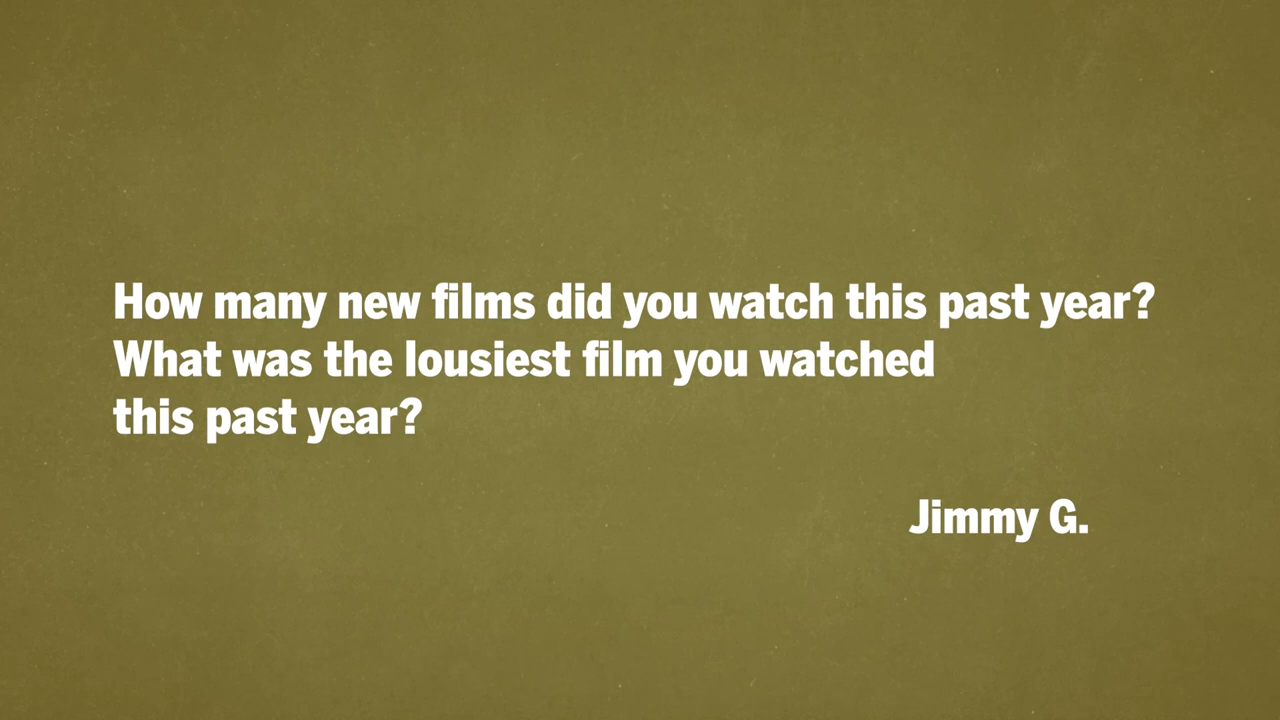 How many new films did you watch this past year?
What was the lousiest film you watched
this past year?
Jimmy G.